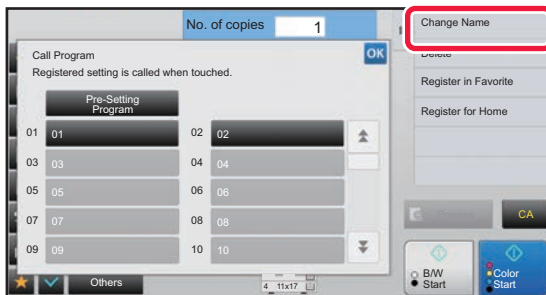 No. of copies 1
Change Name
Call Program
OK
Registered setting is called when touched.
Delete
Register in Favorite
Register for Home
Pre-Setting
Program
01 01 02 02
03 03 04 04
05 05 06 06
07 07 08 08
09 09 10 10
CA
B/W
Start
Color
Start
Others
4 11x17